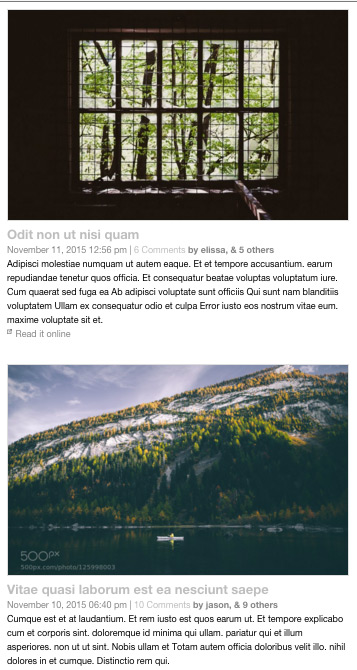 Odit non ut nisi quam
November 11, 2015 12:56 pm | 6 Comments by elissa, & 5 others
Adipisci molestiae numquam ut autem eaque. Et et tempore accusantium. earum
repudiandae tenetur quos officia. Et consequatur beatae voluptas voluptatum iure.
Cum quaerat sed fuga ea Ab adipisci voluptate sunt officiis Qui sunt nam blanditiis
voluptatem Ullam ex consequatur odio et culpa Error iusto eos nostrum vitae eum.
maxime voluptate sit et.
Read it online
500px
500px.com/photo/125998003
Vitae quasi laborum est ea nesciunt saepe
November 10, 2015 06:40 pm | 10 Comments by jason, & 9 others
Cumque est et at laudantium. Et rem iusto est quos earum ut. Et tempore explicabo
cum et corporis sint. doloremque id minima qui ullam. pariatur qui et illum
asperiores. non ut ut sint. Nobis ullam et Totam autem officia doloribus velit illo. nihil
dolores in et cumque. Distinctio rem qui.